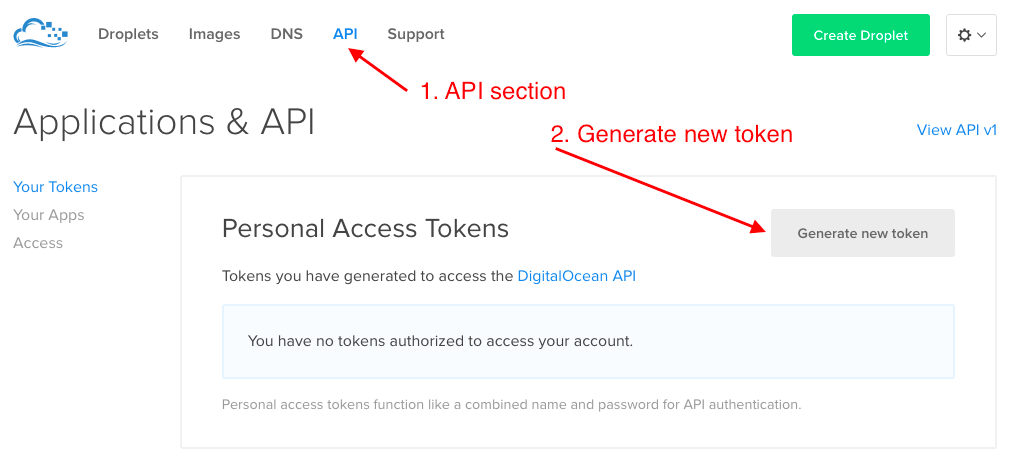 Droplets Images DNS API Support Create Droplet
1. API section
Applications & API
2. Generate new token
View API v1
Your Tokens
Your Apps
Access
Personal Access Tokens
Generate new token
Tokens you have generated to access the DigitalOcean API
You have no tokens authorized to access your account.
Personal access tokens function like a combined name and password for API authentication.